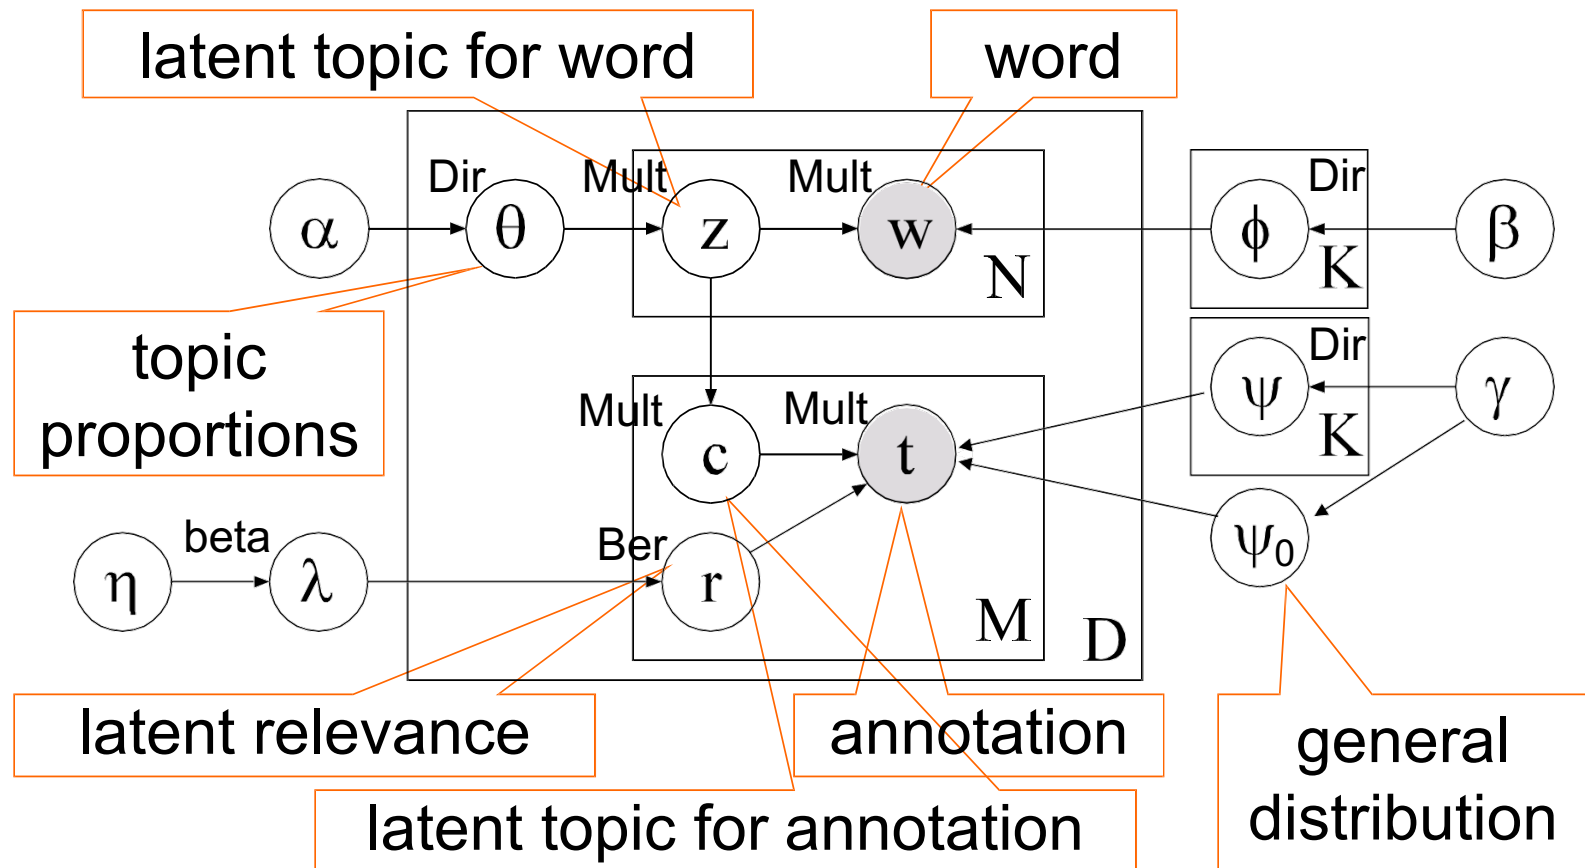 latent topic for word
word
Dir
Mult
Mult
Dir
α
θ
z
w
ϕ
β
N
K
topic
proportions
Dir
ψ
γ
K
Mult
Mult
c
t
beta
Ber
ψ0
η
λ
r
M
D
latent relevance
annotation
general
distribution
latent topic for annotation